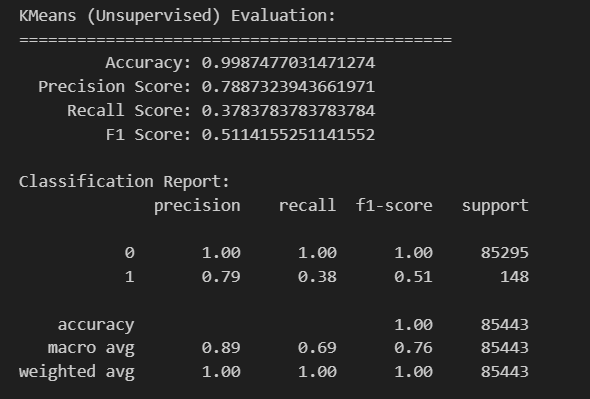 KMeans (Unsupervised) Evaluation:
=============================================
Accuracy: 0.9987477031471274
Precision Score: 0.7887323943661971
Recall Score: 0.3783783783783784
F1 Score: 0.5114155251141552
Classification Report:
precision recall f1-score support
0 1.00 1.00 1.00 85295
1 0.79 0.38 0.51 148
accuracy 1.00 85443
macro avg 0.89 0.69 0.76 85443
weighted avg 1.00 1.00 1.00 85443